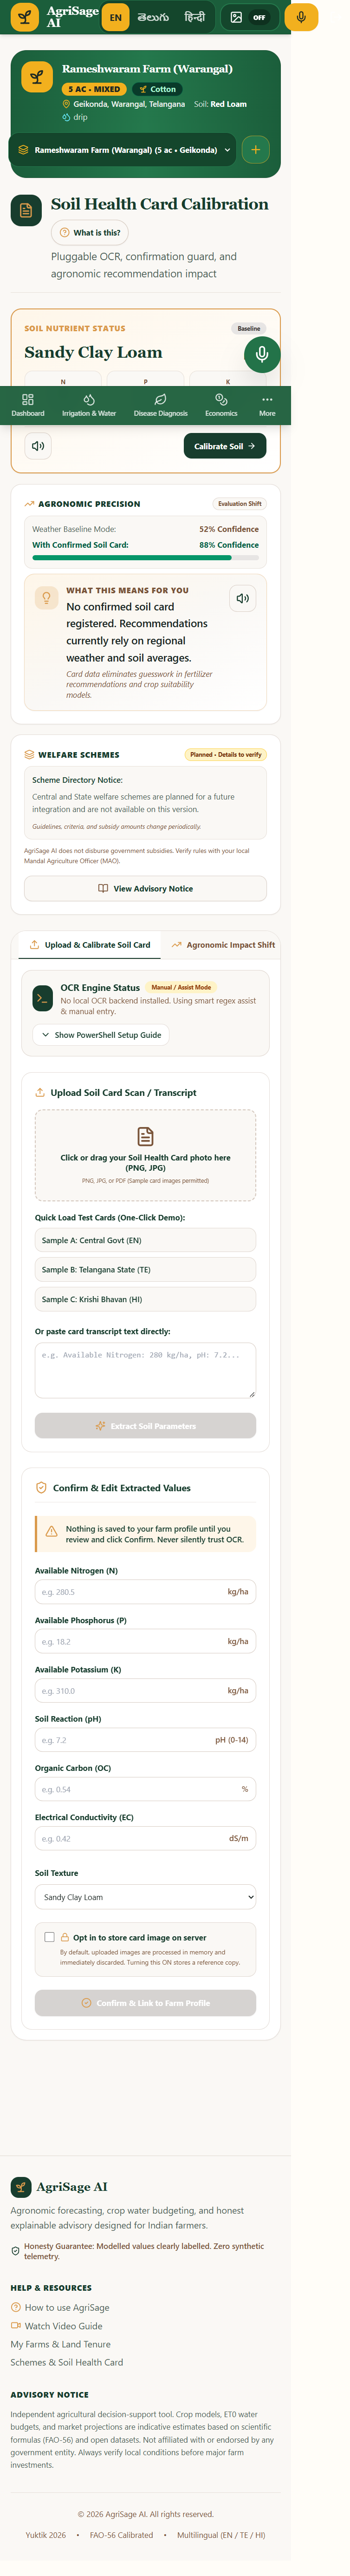 AgriSage AI
EN
తెలుగు
हिन्दी
OFF
Rameshwaram Farm (Warangal)
5 AC • MIXED
Cotton
Geikonda, Warangal, Telangana
Soil: Red Loam
drip
Rameshwaram Farm (Warangal) (5 ac • Geikonda)
Soil Health Card Calibration
What is this?
Pluggable OCR, confirmation guard, and
agronomic recommendation impact
SOIL NUTRIENT STATUS
Baseline
Sandy Clay Loam
N
P
K
Dashboard
Irrigation & Water
Disease Diagnosis
Economics
More
Calibrate Soil
AGRONOMIC PRECISION
Evaluation Shift
Weather Baseline Mode:
52% Confidence
With Confirmed Soil Card:
88% Confidence
WHAT THIS MEANS FOR YOU
No confirmed soil card
registered. Recommendations
currently rely on regional
weather and soil averages.
Card data eliminates guesswork in fertilizer
recommendations and crop suitability
models.
WELFARE SCHEMES
Planned • Details to verify
Scheme Directory Notice:
Central and State welfare schemes are planned for a future
integration and are not available on this version.
Guidelines, criteria, and subsidy amounts change periodically.
AgriSage AI does not disburse government subsidies. Verify rules with your local
Mandal Agriculture Officer (MAO).
View Advisory Notice
Upload & Calibrate Soil Card
Agronomic Impact Shift
OCR Engine Status
Manual / Assist Mode
No local OCR backend installed. Using smart regex assist
& manual entry.
Show PowerShell Setup Guide
Upload Soil Card Scan / Transcript
Click or drag your Soil Health Card photo here
(PNG, JPG)
PNG, JPG, or PDF (Sample card images permitted)
Quick Load Test Cards (One-Click Demo):
Sample A: Central Govt (EN)
Sample B: Telangana State (TE)
Sample C: Krishi Bhavan (HI)
Or paste card transcript text directly:
e.g. Available Nitrogen: 280 kg/ha, pH: 7.2...
Extract Soil Parameters
Confirm & Edit Extracted Values
Nothing is saved to your farm profile until you
review and click Confirm. Never silently trust OCR.
Available Nitrogen (N)
e.g. 280.5
kg/ha
Available Phosphorus (P)
e.g. 18.2
kg/ha
Available Potassium (K)
e.g. 310.0
kg/ha
Soil Reaction (pH)
e.g. 7.2
pH (0-14)
Organic Carbon (OC)
e.g. 0.54
%
Electrical Conductivity (EC)
e.g. 0.42
dS/m
Soil Texture
Sandy Clay Loam
Opt in to store card image on server
By default, uploaded images are processed in memory and
immediately discarded. Turning this ON stores a reference copy.
Confirm & Link to Farm Profile
AgriSage AI
Agronomic forecasting, crop water budgeting, and honest
explainable advisory designed for Indian farmers.
Honesty Guarantee: Modelled values clearly labelled. Zero synthetic
telemetry.
HELP & RESOURCES
How to use AgriSage
Watch Video Guide
My Farms & Land Tenure
Schemes & Soil Health Card
ADVISORY NOTICE
Independent agricultural decision-support tool. Crop models, ET0 water
budgets, and market projections are indicative estimates based on scientific
formulas (FAO-56) and open datasets. Not affiliated with or endorsed by any
government entity. Always verify local conditions before major farm
investments.
© 2026 AgriSage AI. All rights reserved.
Yuktik 2026 • FAO-56 Calibrated • Multilingual (EN / TE / HI)